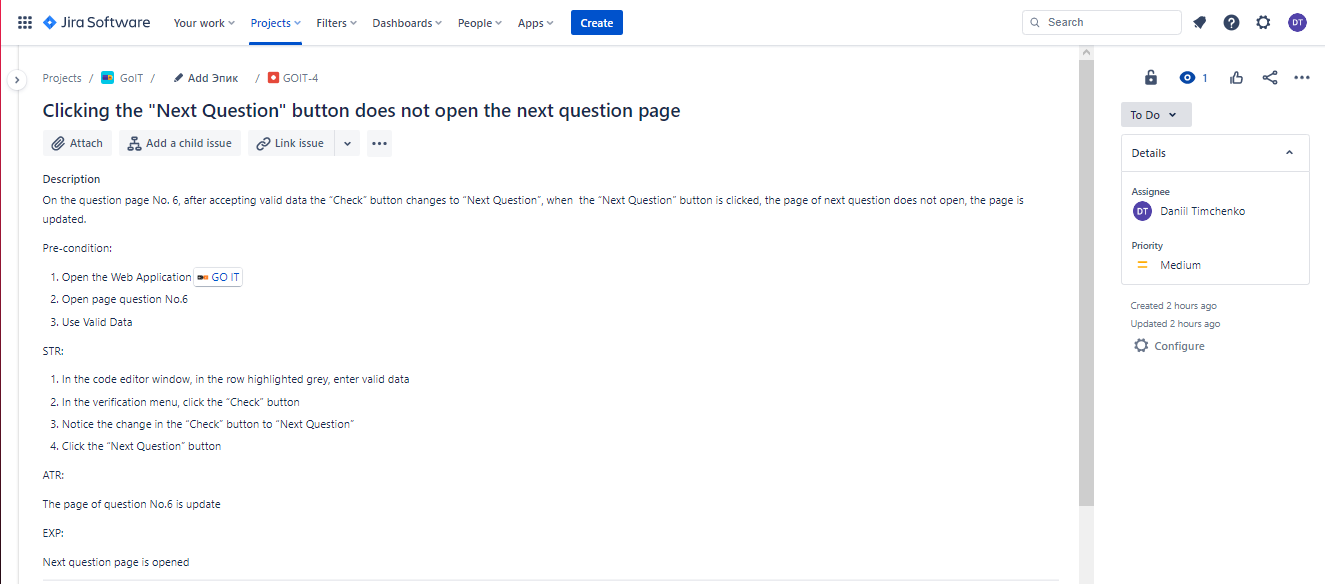 Jira Software
Your work
Projects
Filters
Dashboards
People
Apps
Create
Search
DT
Projects / GoIT / Add Эпик / GOIT-4
1
Clicking the "Next Question" button does not open the next question page
Attach
Add a child issue
Link issue
Description
On the question page No. 6, after accepting valid data the “Check” button changes to “Next Question”, when  the “Next Question” button is clicked, the page of next question does not open, the page is
updated.
Pre-condition:
1. Open the Web Application GO IT
2. Open page question No.6
3. Use Valid Data
STR:
1. In the code editor window, in the row highlighted grey, enter valid data
2. In the verification menu, click the “Check” button
3. Notice the change in the “Check” button to “Next Question”
4. Click the “Next Question” button
ATR:
The page of question No.6 is update
EXP:
Next question page is opened
To Do
Details
Assignee
DT Daniil Timchenko
Priority
Medium
Created 2 hours ago
Updated 2 hours ago
Configure